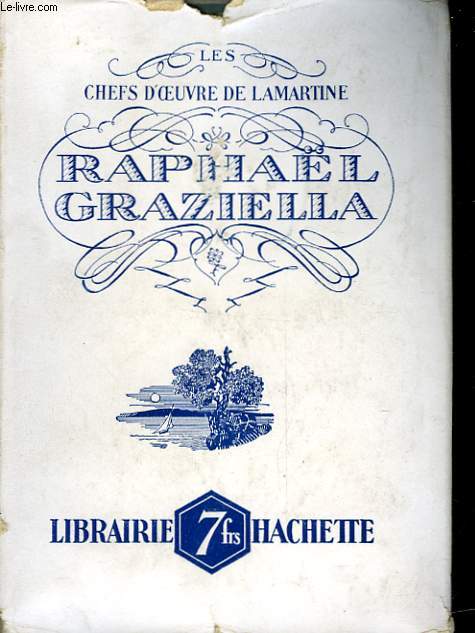 Le-livre.com
LES
CHEFS D'ŒUVRE DE LAMARTINE
RAPHAËL
GRAZIELLA
LIBRAIRIE 7 frs HACHETTE